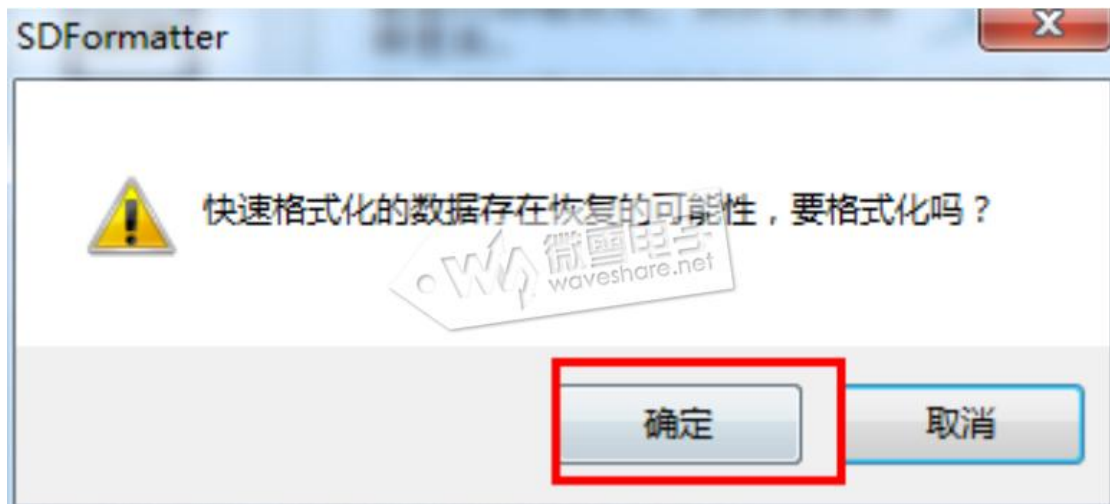 SDFormatter
快速格式化的数据存在恢复的可能性，要格式化吗？
微雪电子
waveshare.net
确定
取消